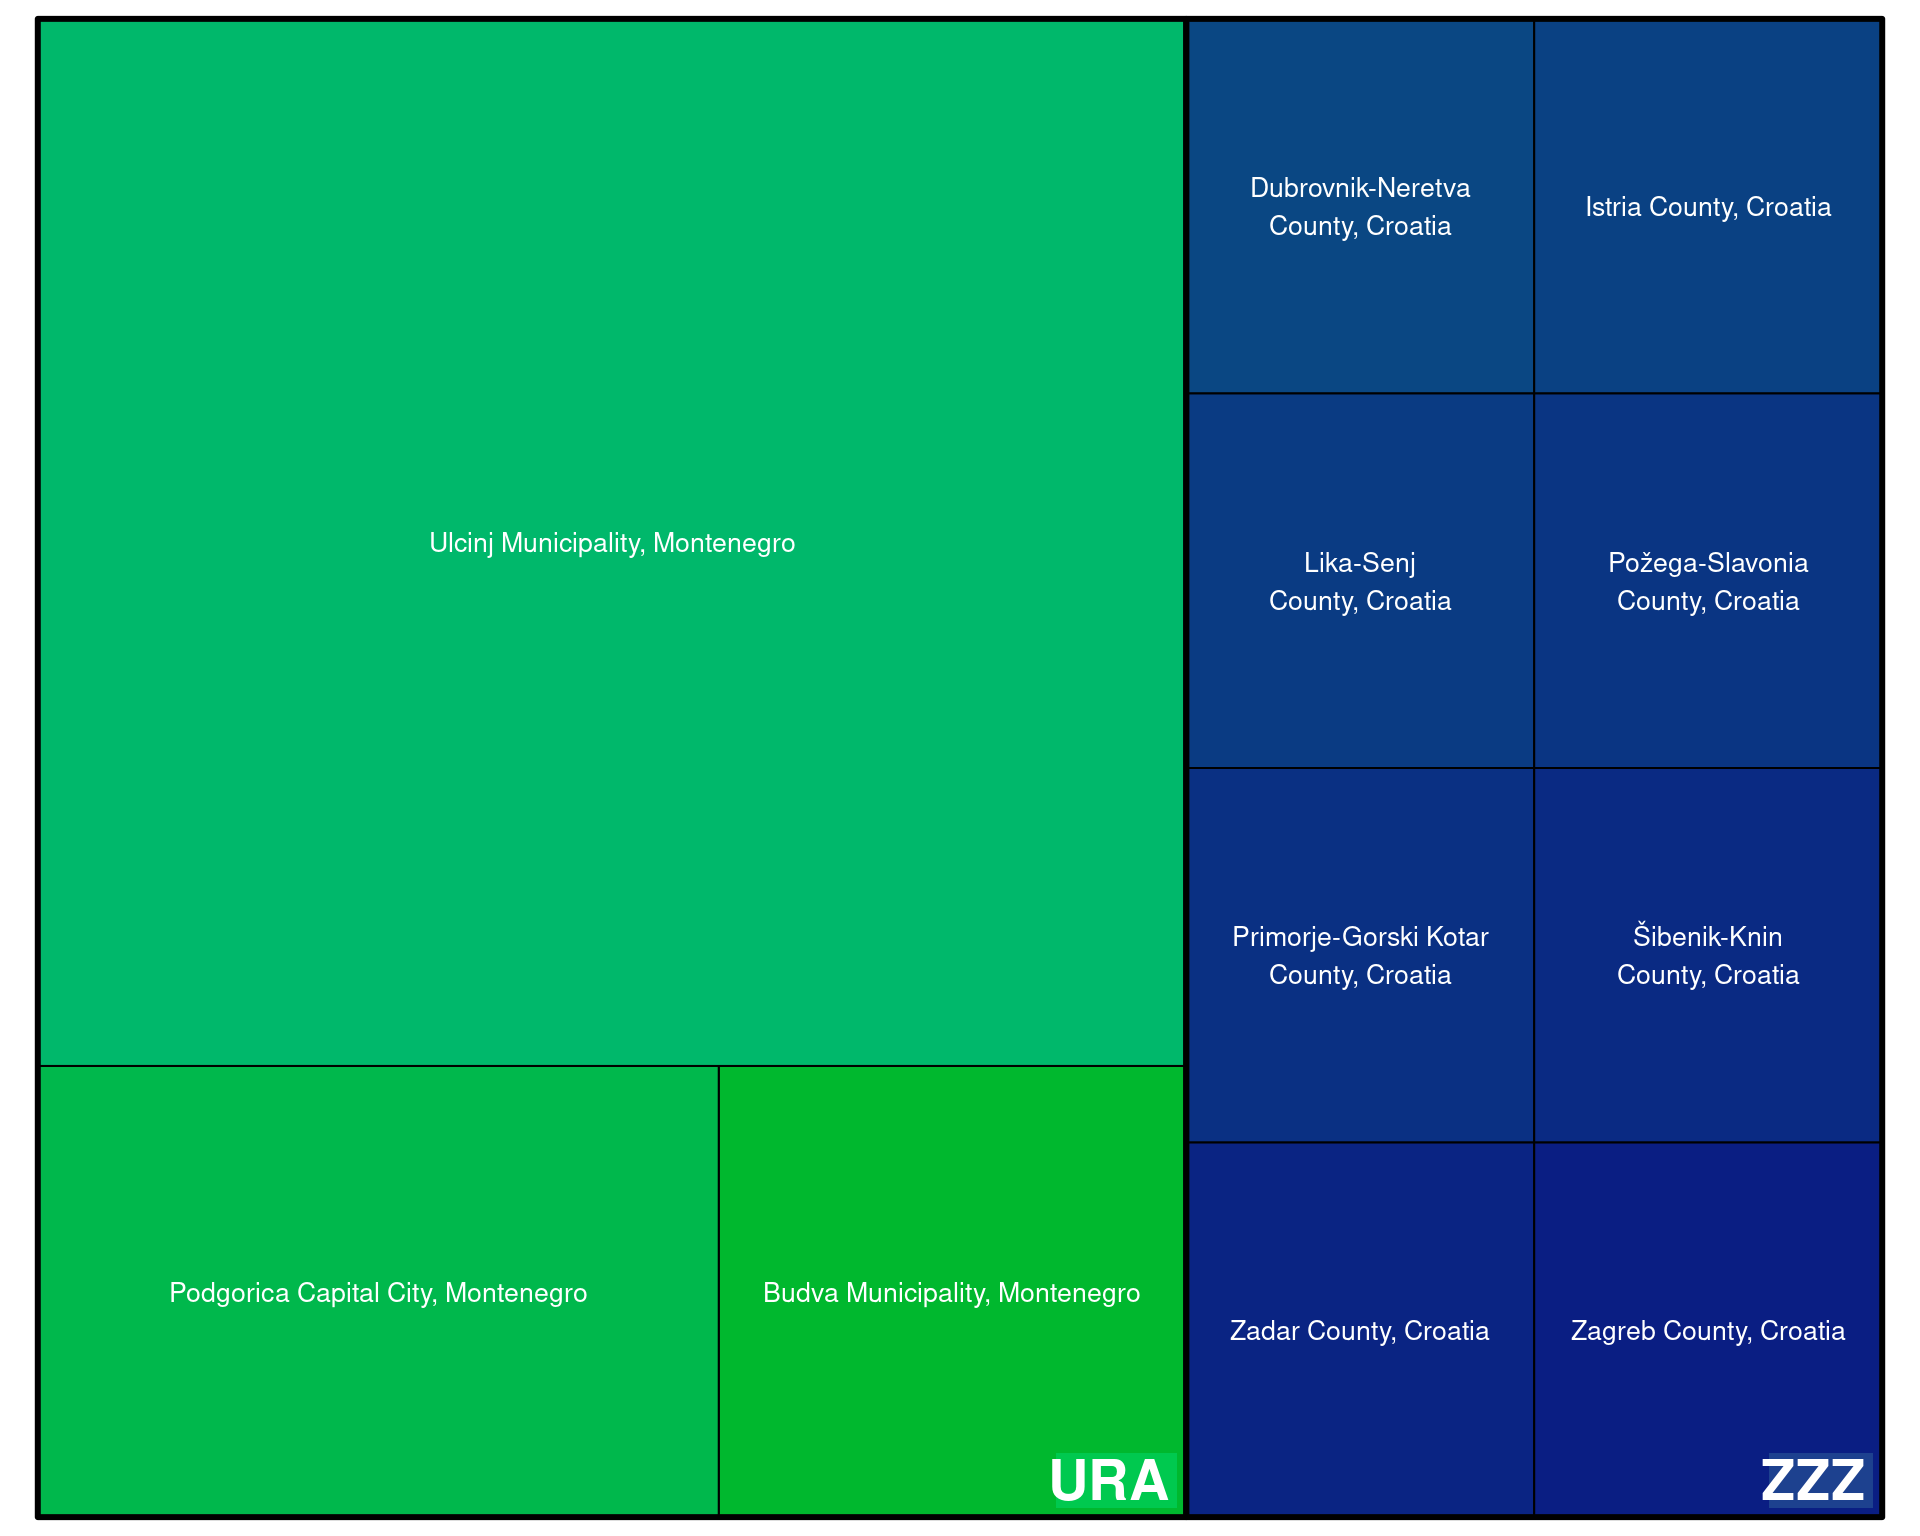 Ulcinj Municipality, Montenegro
Podgorica Capital City, Montenegro
Budva Municipality, Montenegro
URA
Dubrovnik-Neretva
County, Croatia
Istria County, Croatia
Lika-Senj
County, Croatia
Požega-Slavonia
County, Croatia
Primorje-Gorski Kotar
County, Croatia
Šibenik-Knin
County, Croatia
Zadar County, Croatia
Zagreb County, Croatia
ZZZ